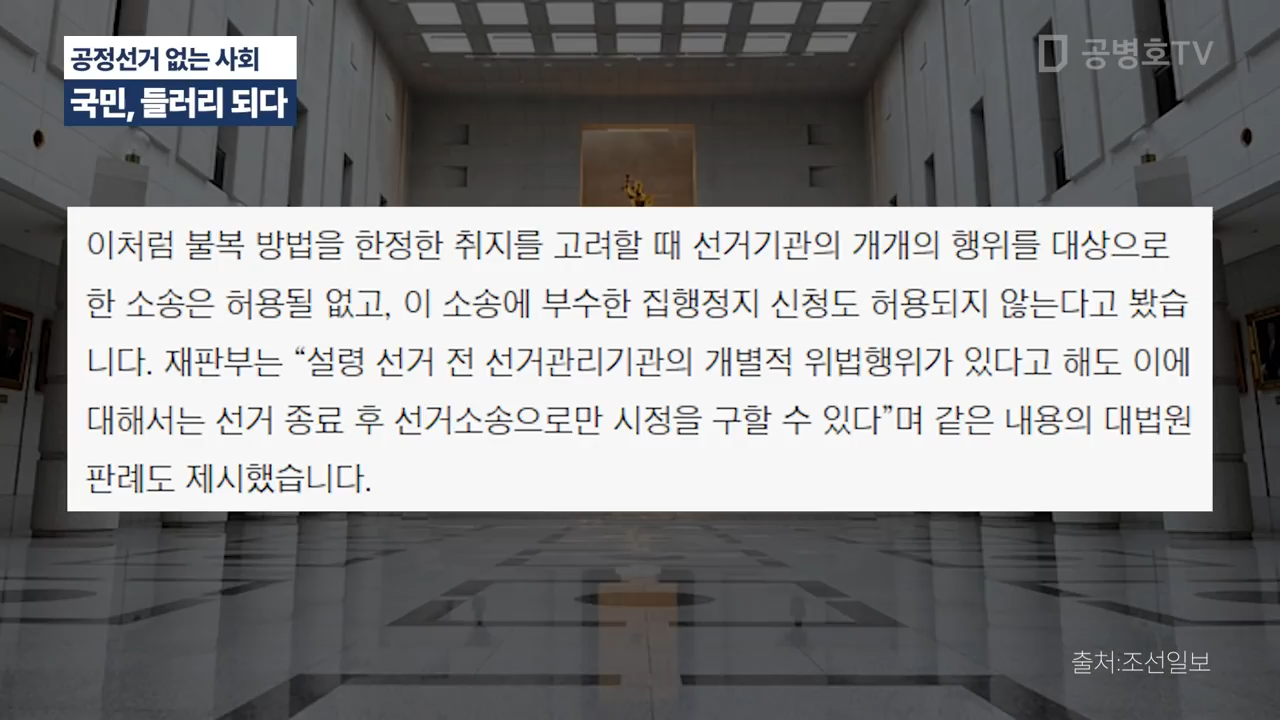 공정선거 없는 사회
국민, 들러리 되다
공병호TV
이처럼 불복 방법을 한정한 취지를 고려할 때 선거기관의 개개의 행위를 대상으로
한 소송은 허용될 없고, 이 소송에 부수한 집행정지 신청도 허용되지 않는다고 봤습
니다. 재판부는 “설령 선거 전 선거관리기관의 개별적 위법행위가 있다고 해도 이에
대해서는 선거 종료 후 선거소송으로만 시정을 구할 수 있다”며 같은 내용의 대법원
판례도 제시했습니다.
출처:조선일보